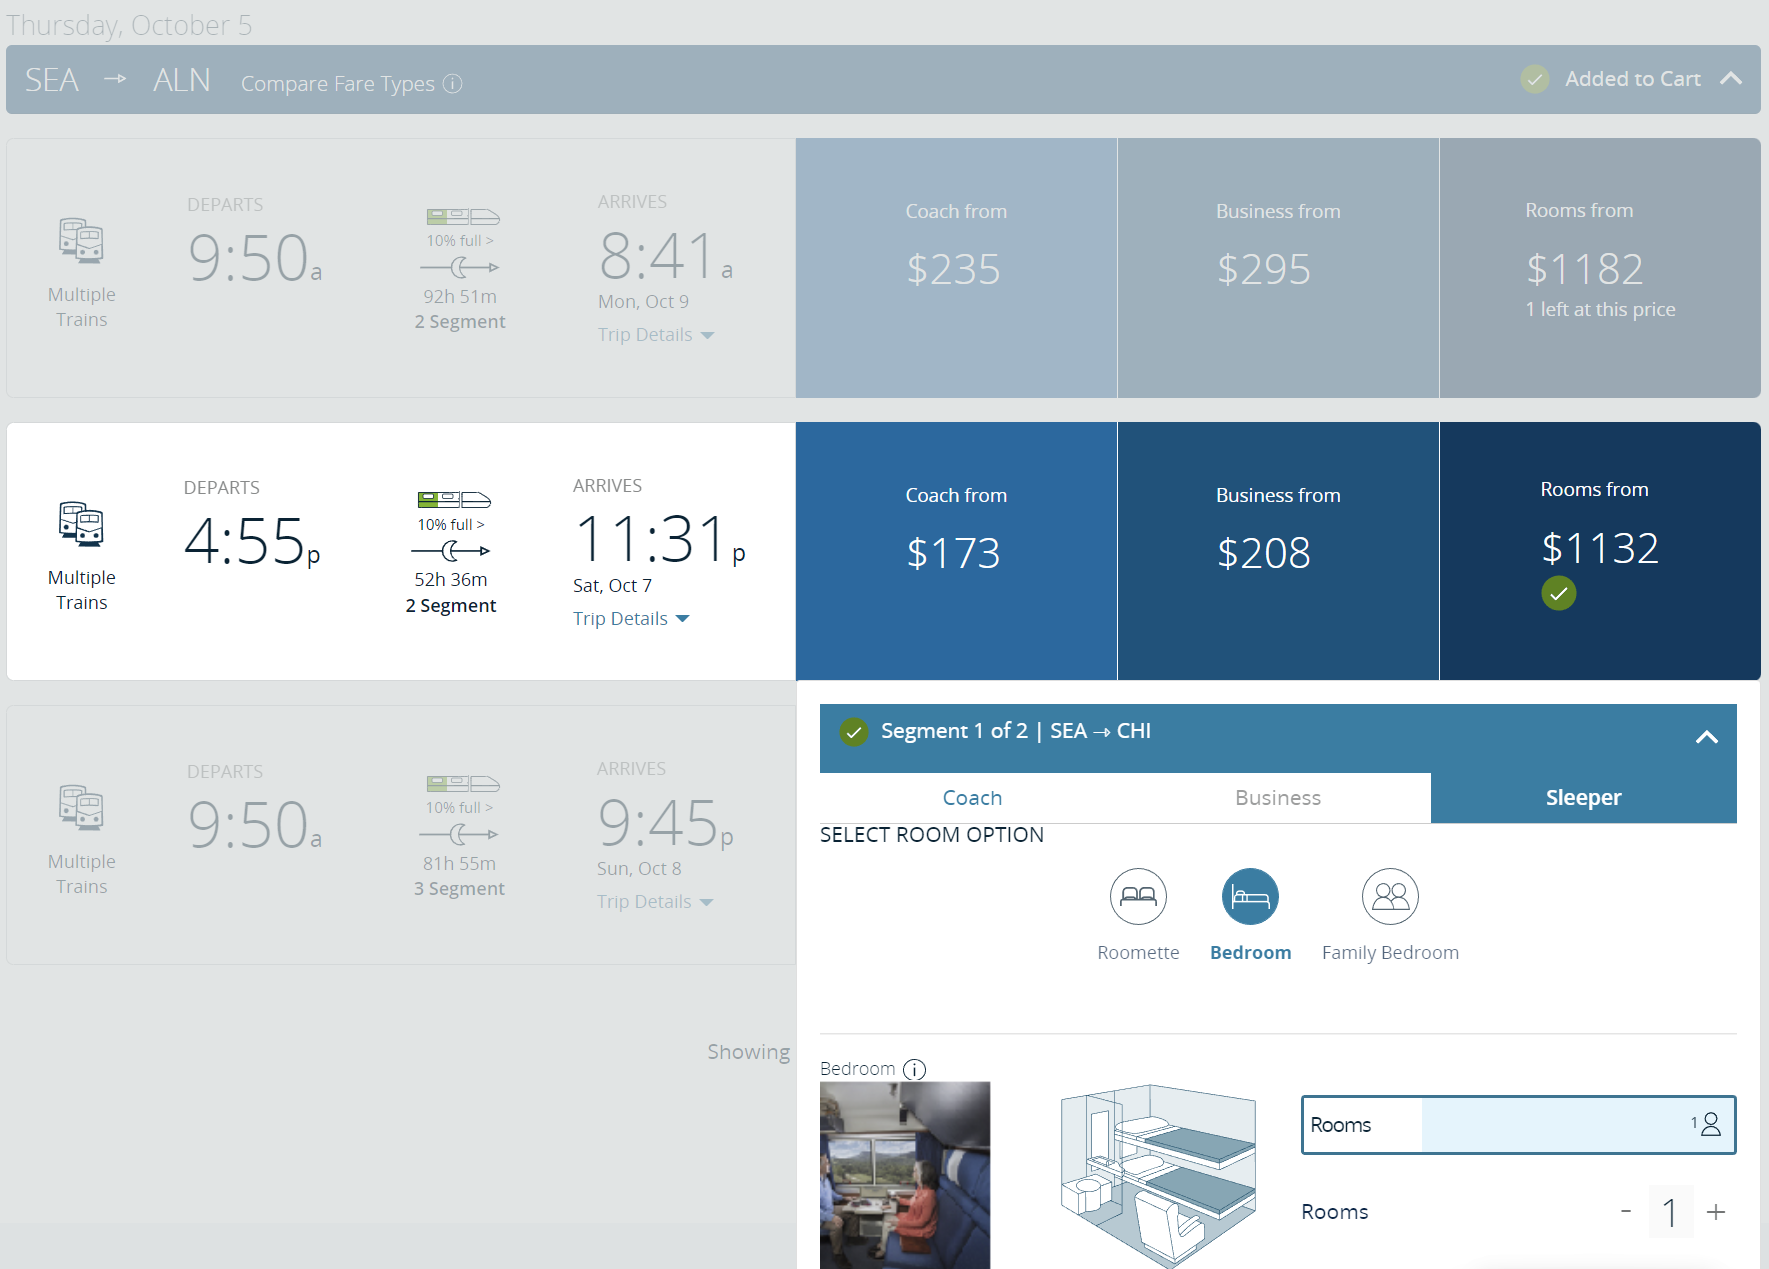 Thursday, October 5
SEA → ALN Compare Fare Types Added to Cart
DEPARTS
9:50a
10% full >
92h 51m
2 Segment
ARRIVES
8:41a
Mon, Oct 9
Trip Details
Multiple
Trains
Coach from
$235
Business from
$295
Rooms from
$1182
1 left at this price
DEPARTS
4:55p
10% full >
52h 36m
2 Segment
ARRIVES
11:31p
Sat, Oct 7
Trip Details
Multiple
Trains
Coach from
$173
Business from
$208
Rooms from
$1132
DEPARTS
9:50a
10% full >
81h 55m
3 Segment
ARRIVES
9:45p
Sun, Oct 8
Trip Details
Multiple
Trains
Showing
Segment 1 of 2 | SEA → CHI
Coach Business Sleeper
SELECT ROOM OPTION
Roomette Bedroom Family Bedroom
Bedroom
Rooms 1
Rooms - 1 +